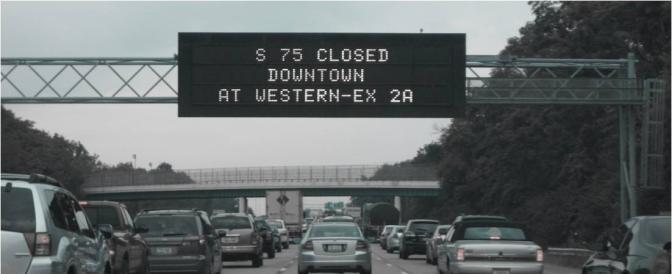 S 75 CLOSED
DOWNTOWN
AT WESTERN-EX 2A